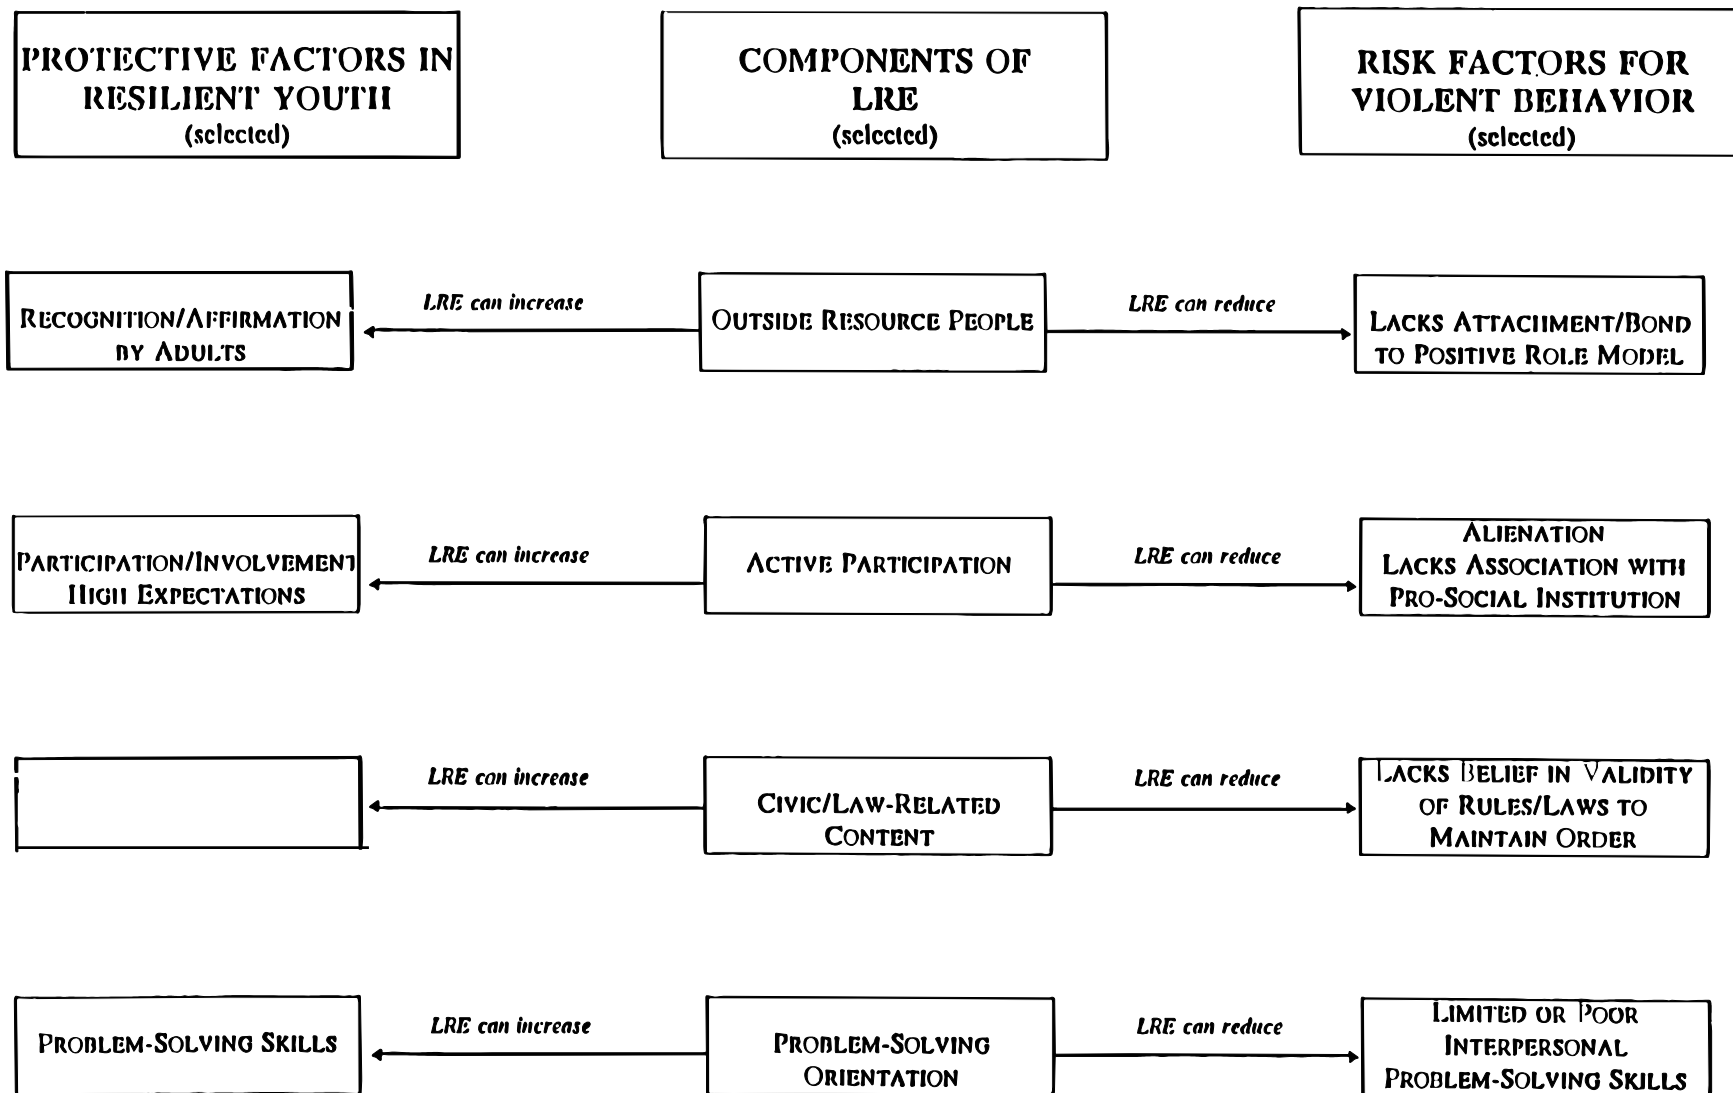 PROTECTIVE FACTORS IN
RESILIENT YOUTH
(selected)
COMPONENTS OF
LRE
(selected)
RISK FACTORS FOR
VIOLENT BEHAVIOR
(selected)
RECOGNITION/AFFIRMATION
BY ADULTS
LRE can increase
OUTSIDE RESOURCE PEOPLE
LRE can reduce
LACKS ATTACHMENT/BOND
TO POSITIVE ROLE MODEL
PARTICIPATION/INVOLVEMENT
HIGH EXPECTATIONS
LRE can increase
ACTIVE PARTICIPATION
LRE can reduce
ALIENATION
LACKS ASSOCIATION WITH
PRO-SOCIAL INSTITUTION
LRE can increase
CIVIC/LAW-RELATED
CONTENT
LRE can reduce
LACKS BELIEF IN VALIDITY
OF RULES/LAWS TO
MAINTAIN ORDER
PROBLEM-SOLVING SKILLS
LRE can increase
PROBLEM-SOLVING
ORIENTATION
LRE can reduce
LIMITED OR POOR
INTERPERSONAL
PROBLEM-SOLVING SKILLS